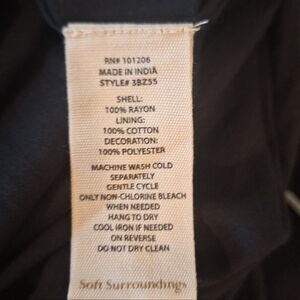 RN# 101206
MADE IN INDIA
STYLE# 3BZ55
SHELL:
100% RAYON
LINING:
100% COTTON
DECORATION:
100% POLYESTER
MACHINE WASH COLD
SEPARATELY
GENTLE CYCLE
ONLY NON-CHLORINE BLEACH
WHEN NEEDED
HANG TO DRY
COOL IRON IF NEEDED
ON REVERSE
DO NOT DRY CLEAN
Soft Surroundings